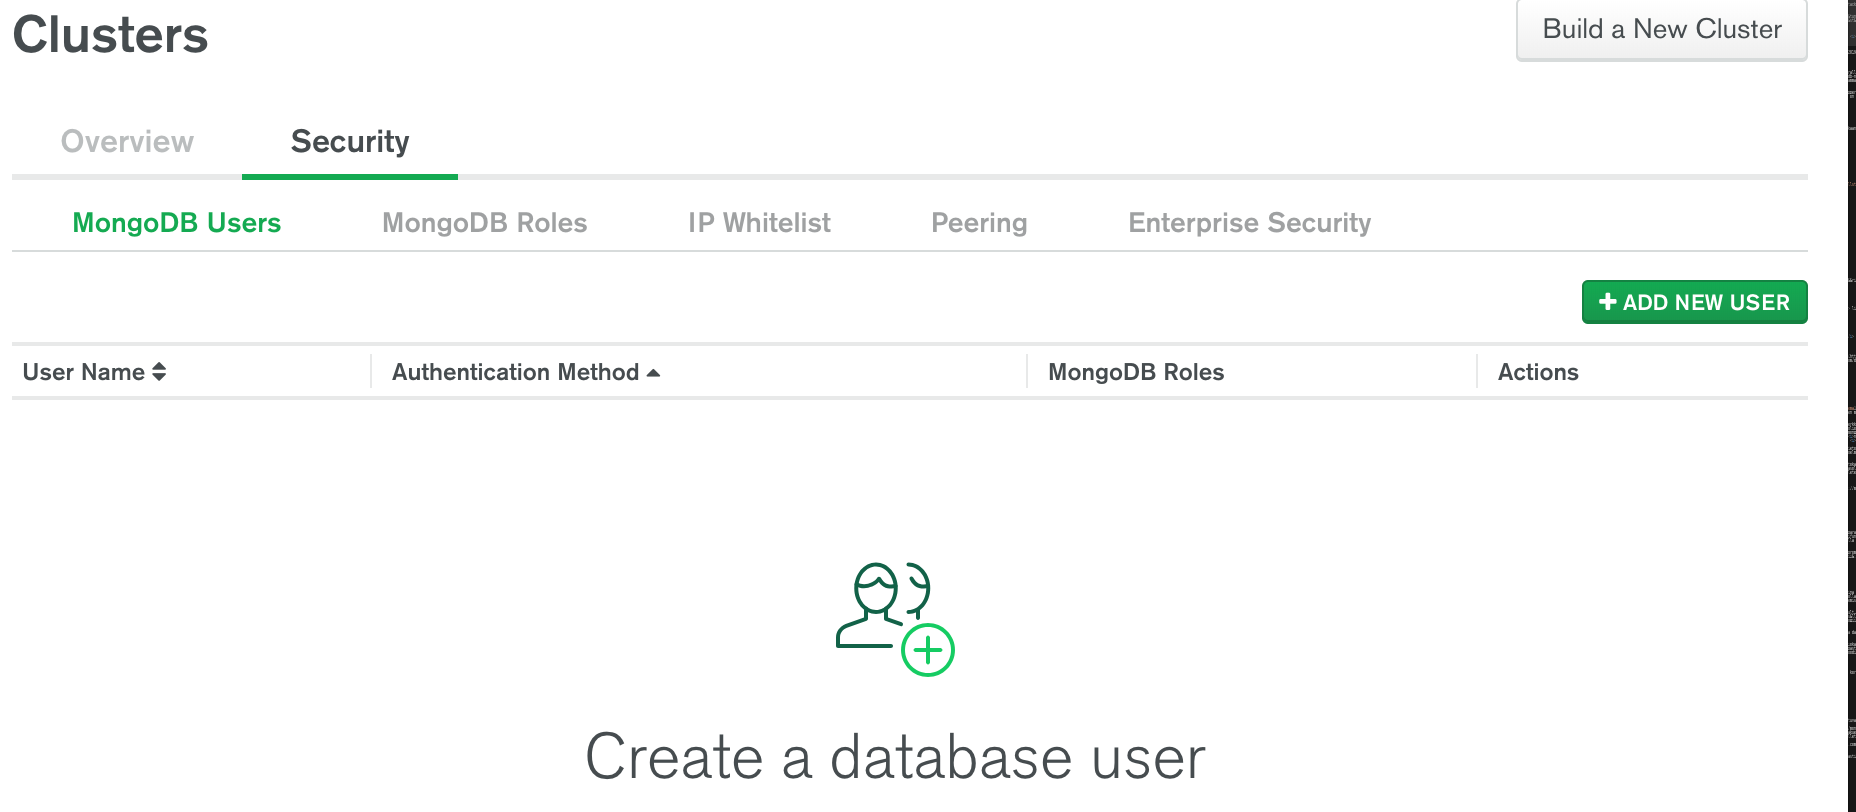 Clusters
Build a New Cluster
Overview
Security
MongoDB Users
MongoDB Roles
IP Whitelist
Peering
Enterprise Security
ADD NEW USER
User Name
Authentication Method
MongoDB Roles
Actions
Create a database user